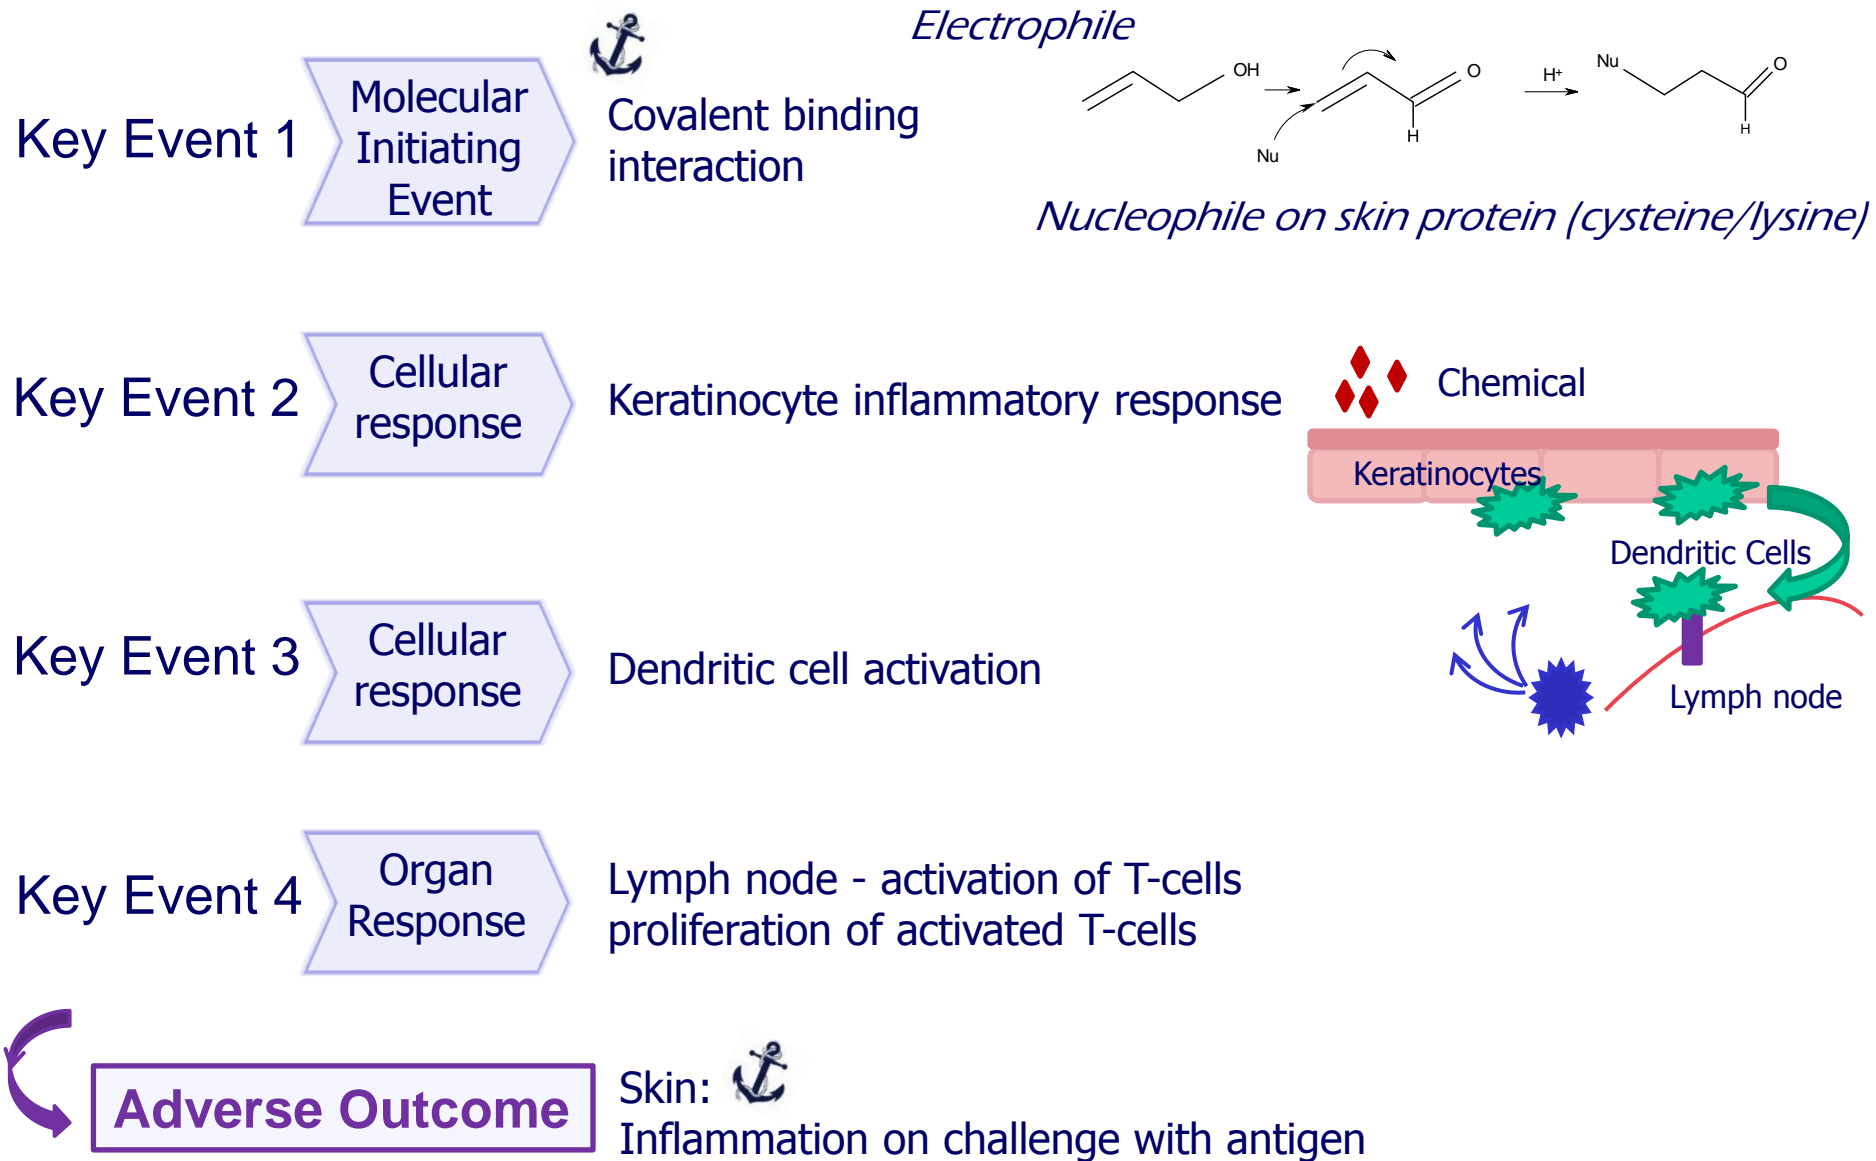 Electrophile
Key Event 1
Molecular
Initiating
Event
Covalent binding
interaction
OH
Nu
O
H
H+
Nu
O
H
Nucleophile on skin protein (cysteine/lysine)
Key Event 2
Cellular
response
Keratinocyte inflammatory response
Chemical
Keratinocytes
Dendritic Cells
Lymph node
Key Event 3
Cellular
response
Dendritic cell activation
Key Event 4
Organ
Response
Lymph node - activation of T-cells
proliferation of activated T-cells
Adverse Outcome
Skin:
Inflammation on challenge with antigen